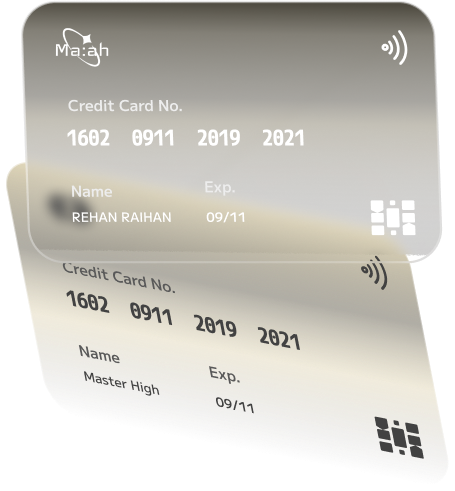 Ma:ah
Credit Card No.
1602 0911 2019 2021
Name Exp.
REHAN RAIHAN 09/11
Credit Card No.
1602 0911 2019 2021
Name Exp.
Master High 09/11